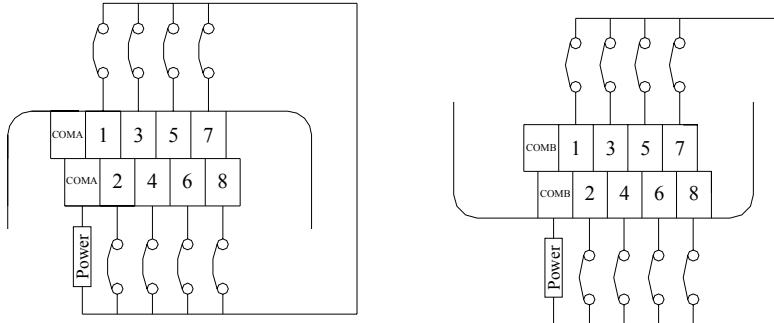 COMA 1 3 5 7
COMA 2 4 6 8
Power
COMB 1 3 5 7
COMB 2 4 6 8
Power